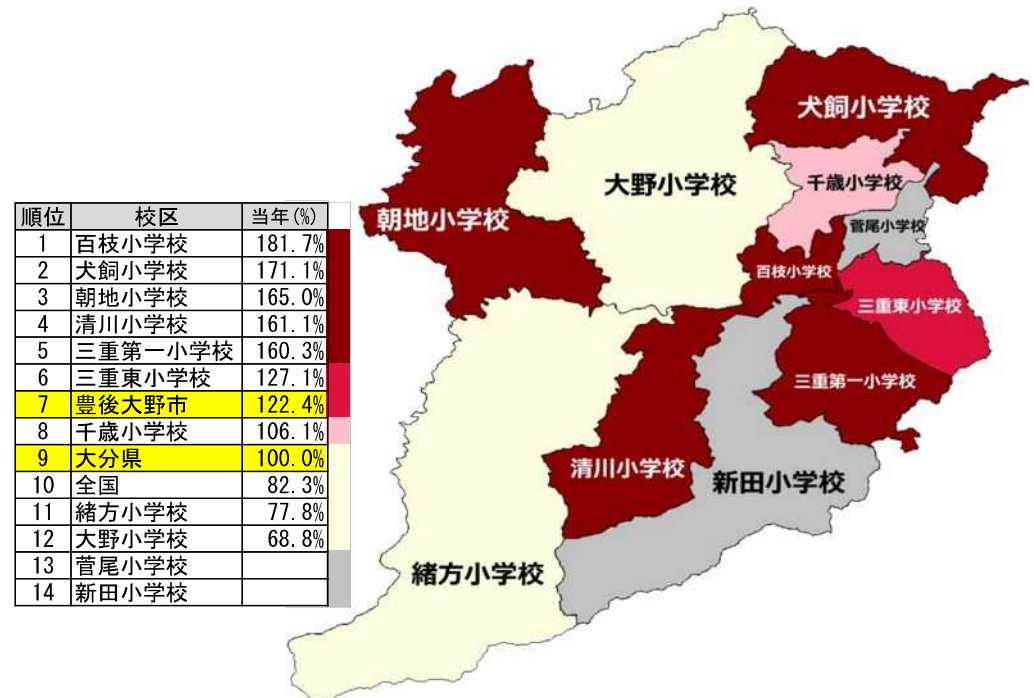 順位 校区 当年(%)
1 百枝小学校 181.7%
2 犬飼小学校 171.1%
3 朝地小学校 165.0%
4 清川小学校 161.1%
5 三重第一小学校 160.3%
6 三重東小学校 127.1%
7 豊後大野市 122.4%
8 千歳小学校 106.1%
9 大分県 100.0%
10 全国 82.3%
11 緒方小学校 77.8%
12 大野小学校 68.8%
13 菅尾小学校
14 新田小学校
犬飼小学校
大野小学校
千歳小学校
朝地小学校
菅尾小学校
百枝小学校
三重東小学校
三重第一小学校
清川小学校
新田小学校
緒方小学校